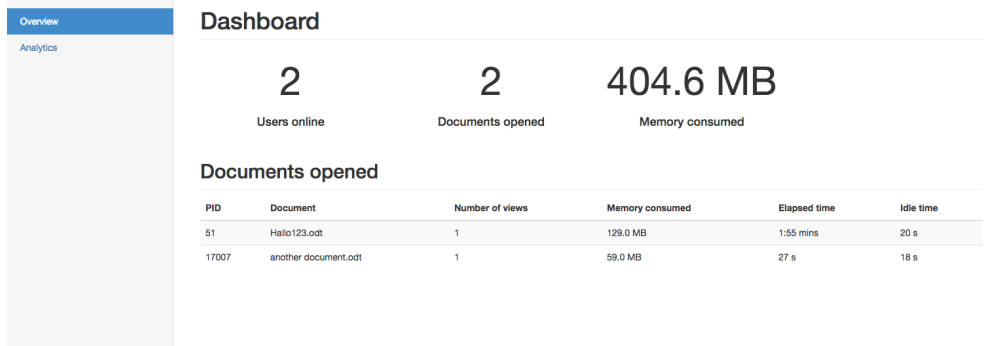 Overview
Analytics
Dashboard
2 2 404.6 MB
Users online Documents opened Memory consumed
Documents opened
PID Document Number of views Memory consumed Elapsed time Idle time
51 Hallo123.odt 1 129.0 MB 1:55 mins 20 s
17007 another document.odt 1 59.0 MB 27 s 18 s